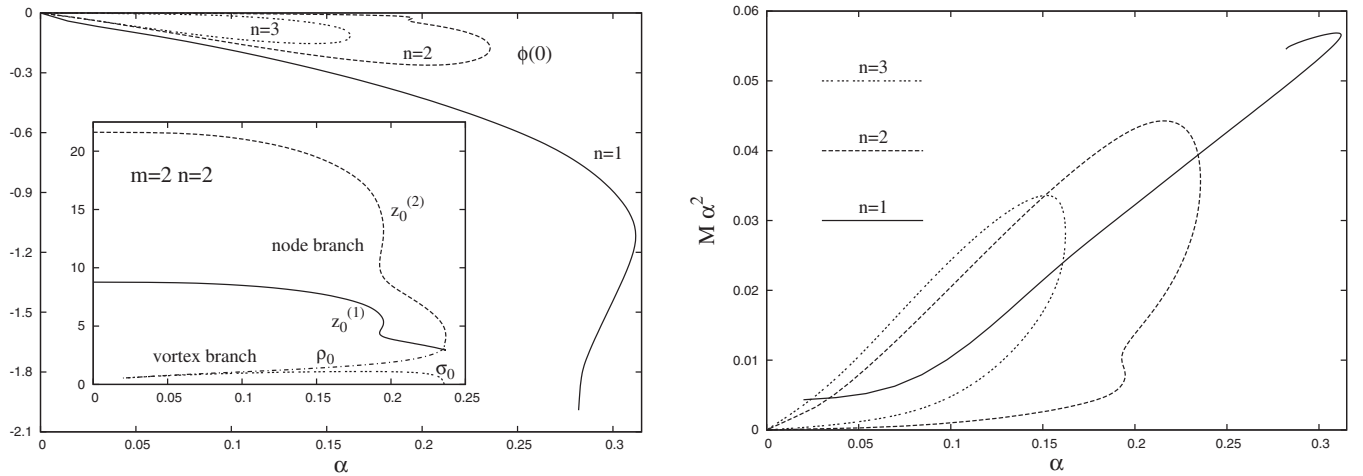 0
-0.3
-0.6
-0.9
-1.2
-1.5
-1.8
-2.1
0
0.05
0.1
0.15
0.2
0.25
0.3
α
n=3
n=2
ϕ(0)
n=1
20
15
10
5
0
0
0.05
0.1
0.15
0.2
0.25
m=2 n=2
z₀⁽²⁾
node branch
z₀⁽¹⁾
vortex branch
ρ₀
σ₀
0.06
0.05
0.04
0.03
0.02
0.01
0
M α²
0
0.05
0.1
0.15
0.2
0.25
0.3
α
n=3
n=2
n=1